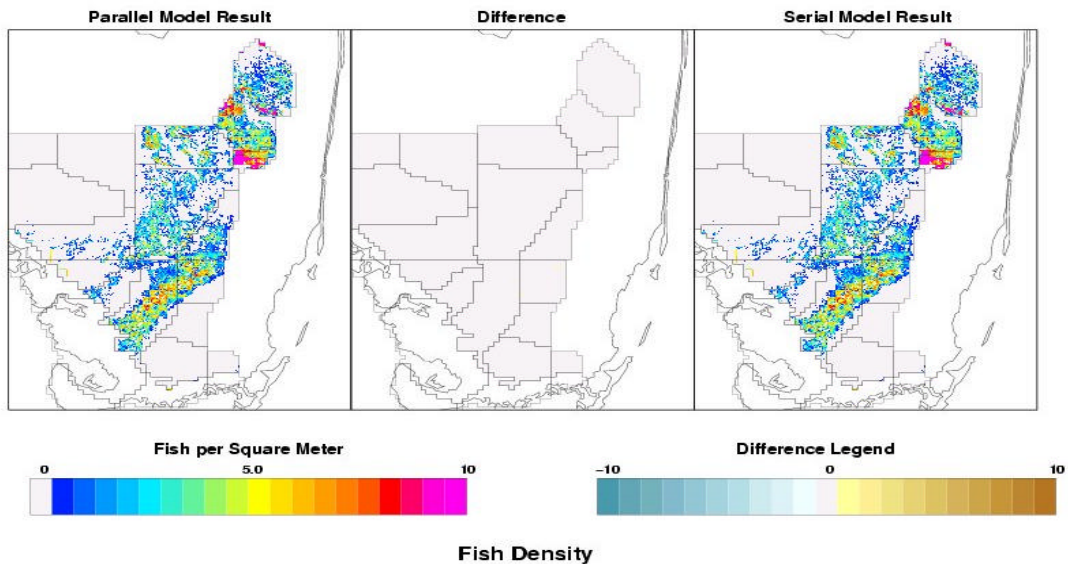 Parallel Model Result Difference Serial Model Result
Fish per Square Meter Difference Legend
0 5.0 10 −10 0 10
Fish Density